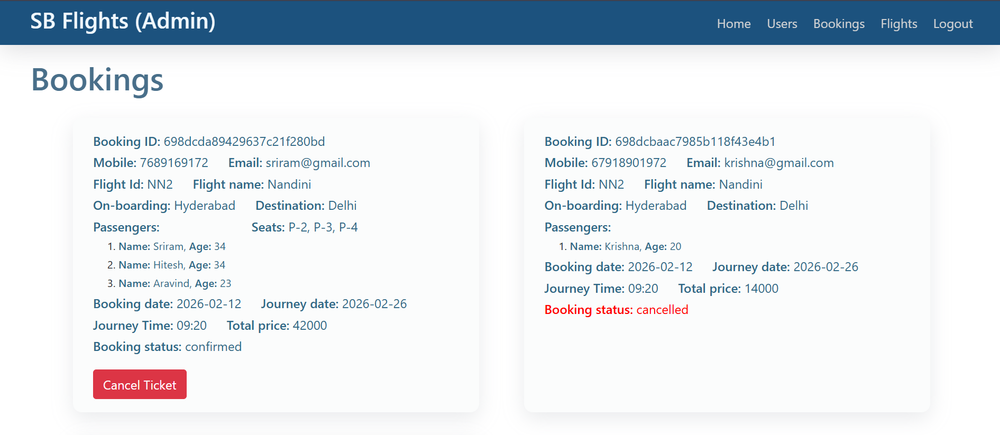 SB Flights (Admin)
Home Users Bookings Flights Logout
Bookings
Booking ID: 698dcda89429637c21f280bd
Mobile: 7689169172 Email: sriram@gmail.com
Flight Id: NN2 Flight name: Nandini
On-boarding: Hyderabad Destination: Delhi
Passengers: Seats: P-2, P-3, P-4
1. Name: Sriram, Age: 34
2. Name: Hitesh, Age: 34
3. Name: Aravind, Age: 23
Booking date: 2026-02-12 Journey date: 2026-02-26
Journey Time: 09:20 Total price: 42000
Booking status: confirmed
Cancel Ticket
Booking ID: 698dcbaac7985b118f43e4b1
Mobile: 67918901972 Email: krishna@gmail.com
Flight Id: NN2 Flight name: Nandini
On-boarding: Hyderabad Destination: Delhi
Passengers:
1. Name: Krishna, Age: 20
Booking date: 2026-02-12 Journey date: 2026-02-26
Journey Time: 09:20 Total price: 14000
Booking status: cancelled